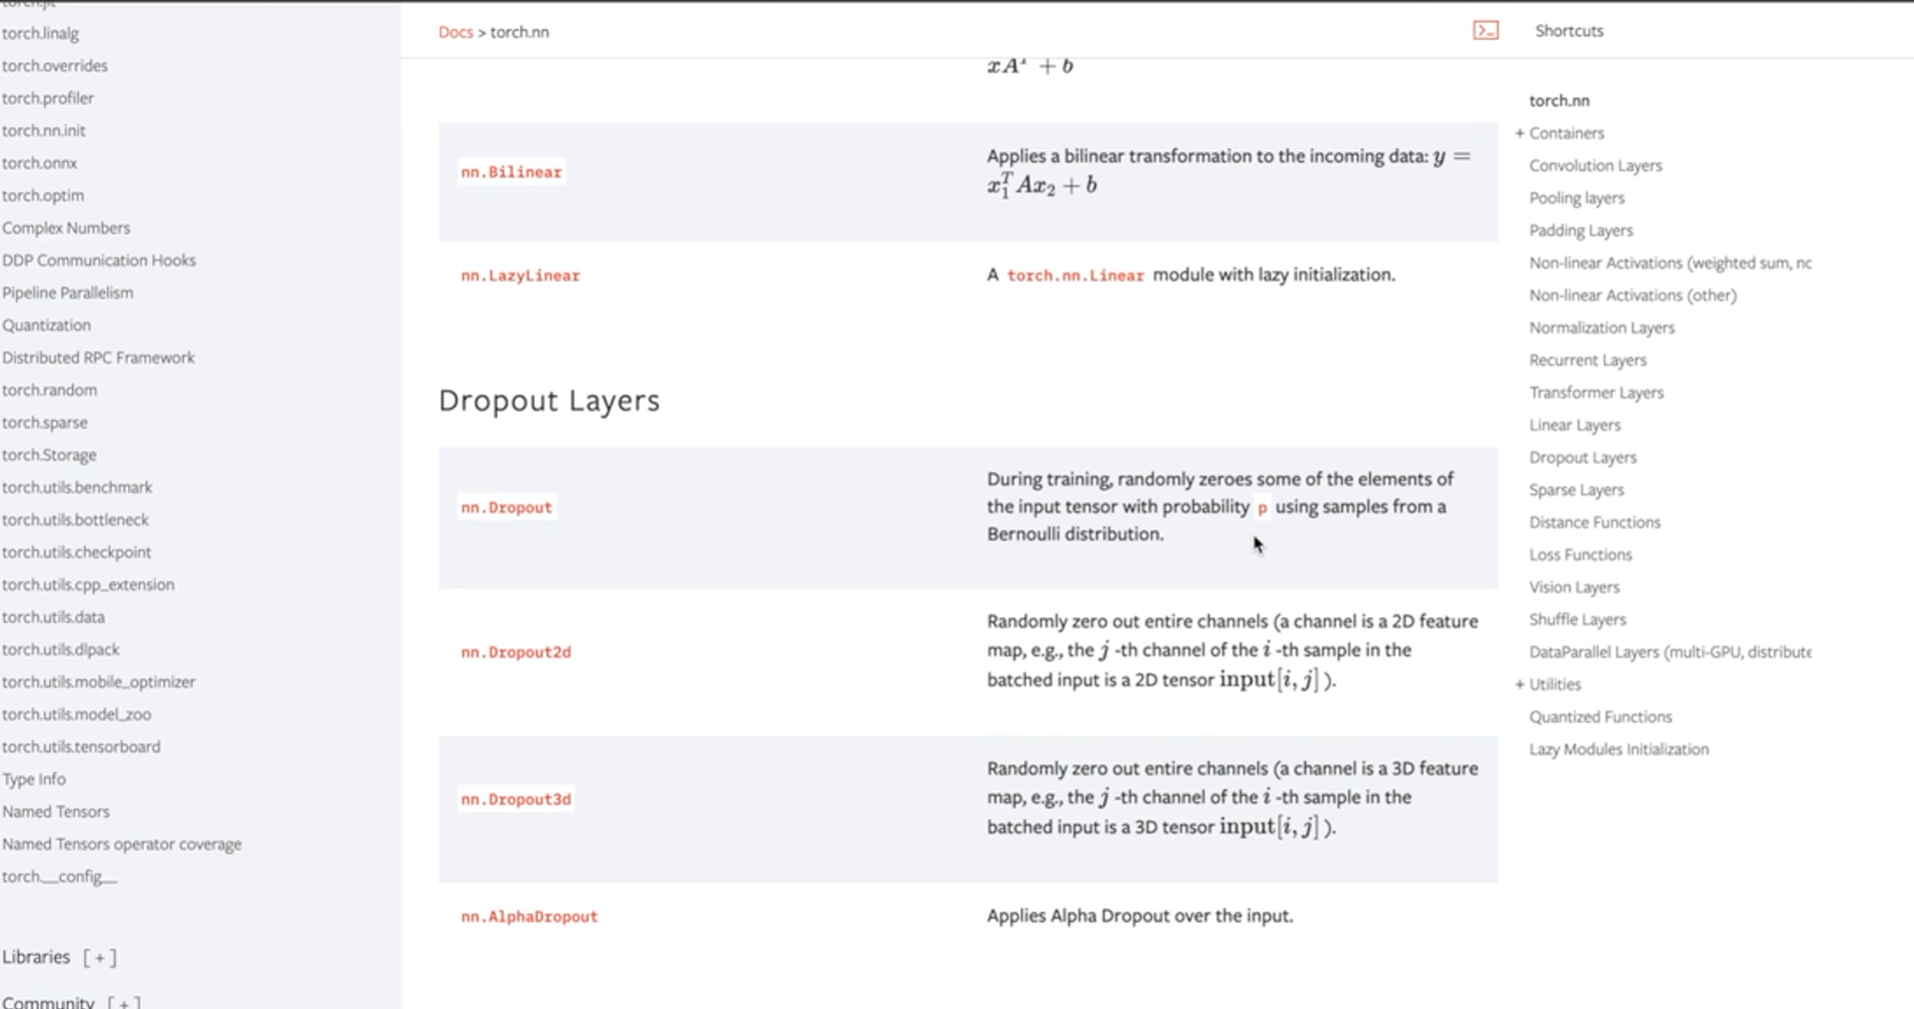 torch.linalg
torch.overrides
torch.profiler
torch.nn.init
torch.onnx
torch.optim
Complex Numbers
DDP Communication Hooks
Pipeline Parallelism
Quantization
Distributed RPC Framework
torch.random
torch.sparse
torch.Storage
torch.utils.benchmark
torch.utils.bottleneck
torch.utils.checkpoint
torch.utils.cpp_extension
torch.utils.data
torch.utils.dlpack
torch.utils.mobile_optimizer
torch.utils.model_zoo
torch.utils.tensorboard
Type Info
Named Tensors
Named Tensors operator coverage
torch.__config__
Libraries [ + ]
Community [ + ]
Docs > torch.nn
xAᵀ + b
nn.Bilinear
Applies a bilinear transformation to the incoming data: y =
x₁ᵀAx₂ + b
nn.LazyLinear
A torch.nn.Linear module with lazy initialization.
Dropout Layers
nn.Dropout
During training, randomly zeroes some of the elements of
the input tensor with probability p using samples from a
Bernoulli distribution.
nn.Dropout2d
Randomly zero out entire channels (a channel is a 2D feature
map, e.g., the j -th channel of the i -th sample in the
batched input is a 2D tensor input[i, j] ).
nn.Dropout3d
Randomly zero out entire channels (a channel is a 3D feature
map, e.g., the j -th channel of the i -th sample in the
batched input is a 3D tensor input[i, j] ).
nn.AlphaDropout
Applies Alpha Dropout over the input.
Shortcuts
torch.nn
+ Containers
Convolution Layers
Pooling layers
Padding Layers
Non-linear Activations (weighted sum, nc
Non-linear Activations (other)
Normalization Layers
Recurrent Layers
Transformer Layers
Linear Layers
Dropout Layers
Sparse Layers
Distance Functions
Loss Functions
Vision Layers
Shuffle Layers
DataParallel Layers (multi-GPU, distribute
+ Utilities
Quantized Functions
Lazy Modules Initialization